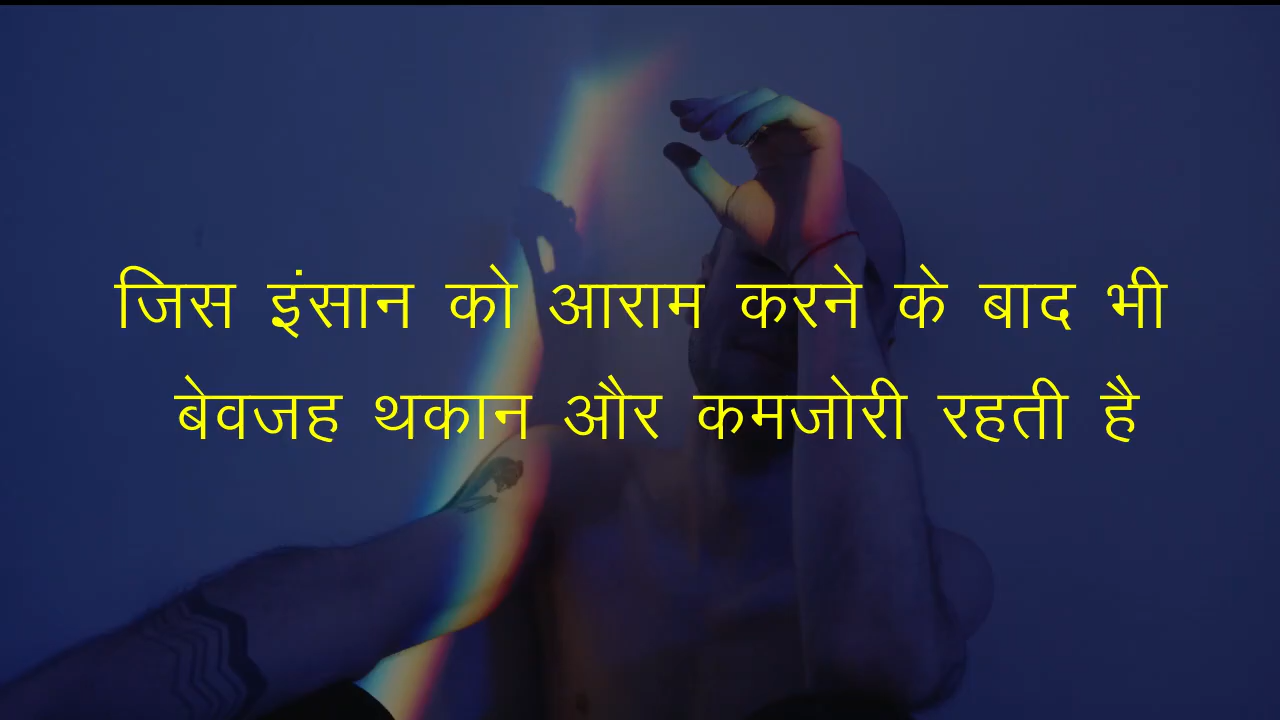 जिस इंसान को आराम करने के बाद भी
बेवजह थकान और कमजोरी रहती है